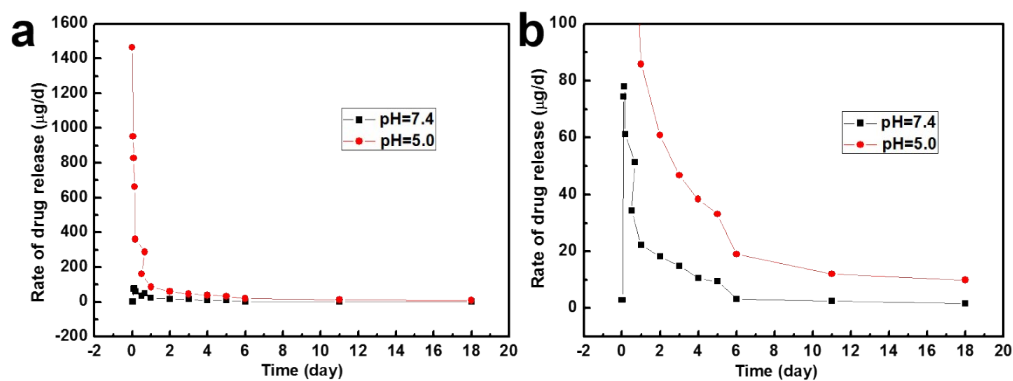 a
1600
1400
1200
1000
800
600
400
200
0
-200
-2 0 2 4 6 8 10 12 14 16 18 20
Rate of drug release (μg/d)
Time (day)
pH=7.4
pH=5.0
b
100
80
60
40
20
0
-2 0 2 4 6 8 10 12 14 16 18 20
Rate of drug release (μg/d)
Time (day)
pH=7.4
pH=5.0